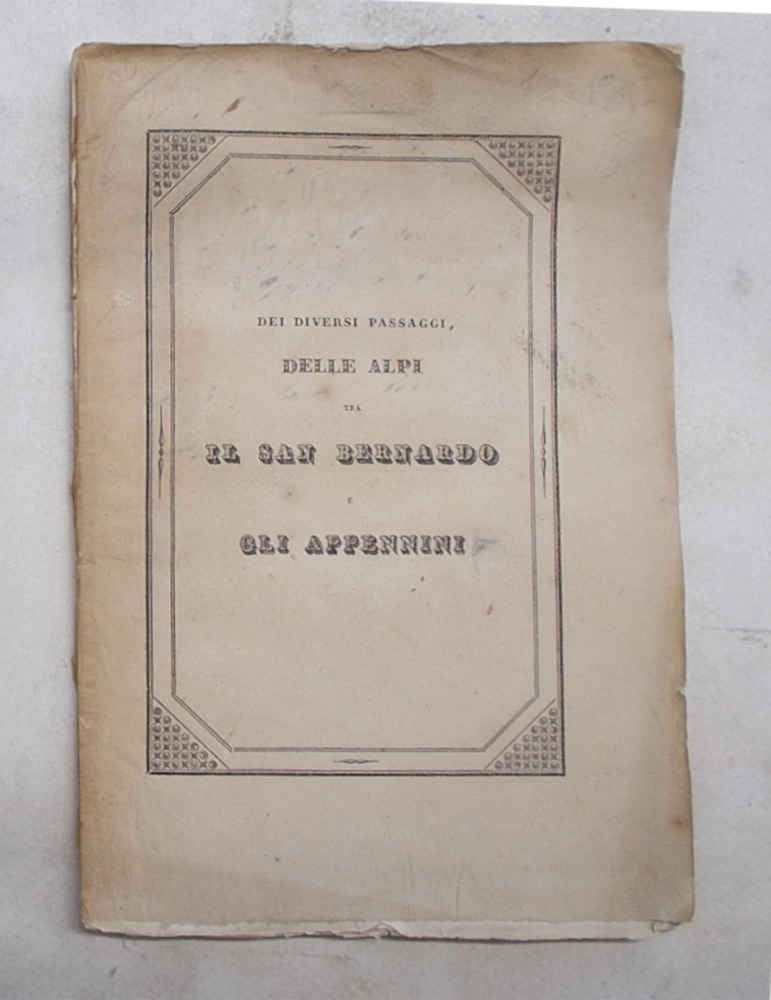 DEI DIVERSI PASSAGGI,
DELLE ALPI
TRA
IL SAN BERNARDO
E
GLI APPENNINI